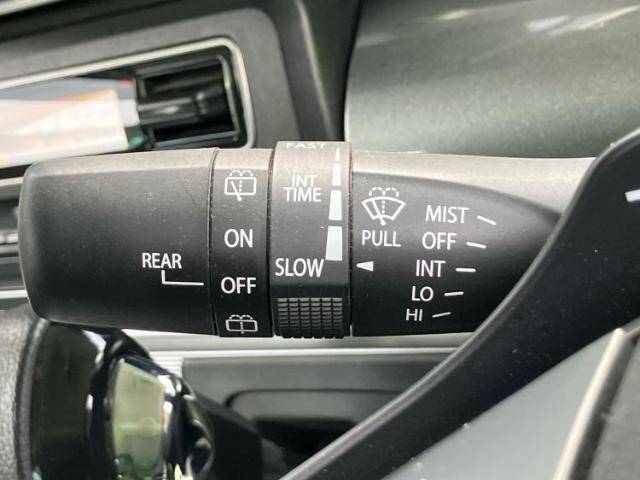 REAR
ON
OFF
FAST
INT
TIME
SLOW
PULL
MIST
OFF
INT
LO
HI